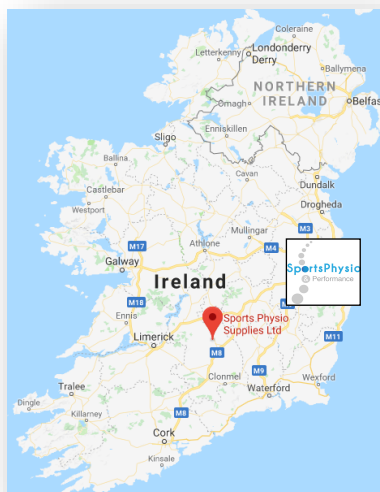 Coleraine
Letterkenny
Londonderry
Derry
Ballymena
NORTHERN
IRELAND
Omagh
Belfas
Enniskillen
Sligo
Ballina
Cavan
Dundalk
Castlebar
Westport
Drogheda
M3
Mullingar
M17
Athlone
M4
Galway
SportsPhysio
& Performance
Ireland
M18
Ennis
Sports Physio
Supplies Ltd
Limerick
M11
M8
M9
Clonmel
Wexford
Tralee
Waterford
Dingle
Killarney
M8
Cork
Kinsale